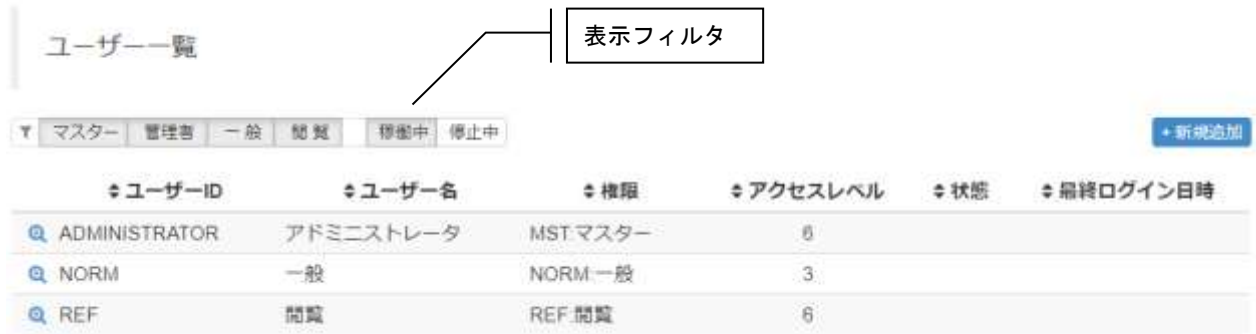 表示フィルタ
ユーザー一覧
マスター 管理者 一般 閲覧 稼働中 停止中 +新規追加
ユーザーID ユーザー名 権限 アクセスレベル 状態 最終ログイン日時
ADMINISTRATOR アドミニストレータ MST:マスター 6
NORM 一般 NORM:一般 3
REF 閲覧 REF:閲覧 6